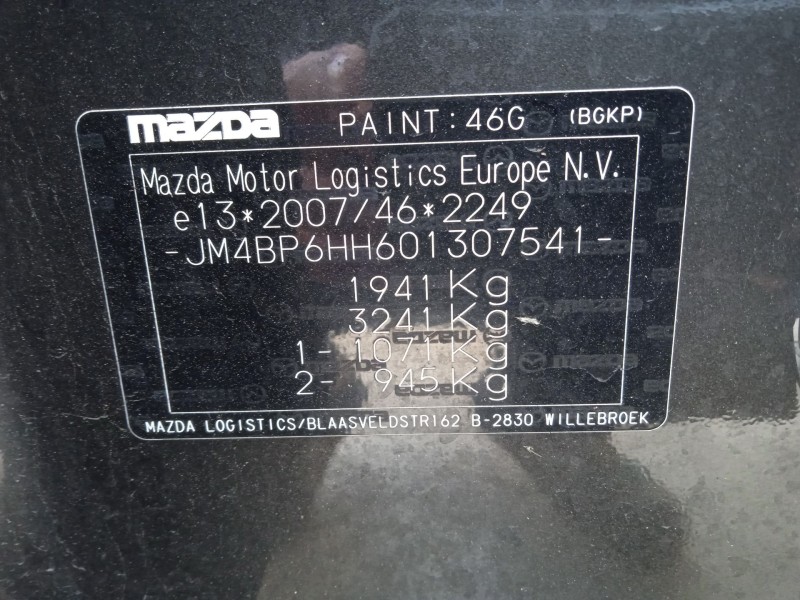 mazda PAINT: 46G (BGKP)
Mazda Motor Logistics Europe N.V.
e13*2007/46*2249
-JM4BP6HH601307541-
1941 Kg
3241 Kg
1- 1071 Kg
2- 945 Kg
MAZDA LOGISTICS/BLAASVELDSTR162 B-2830 WILLEBROEK